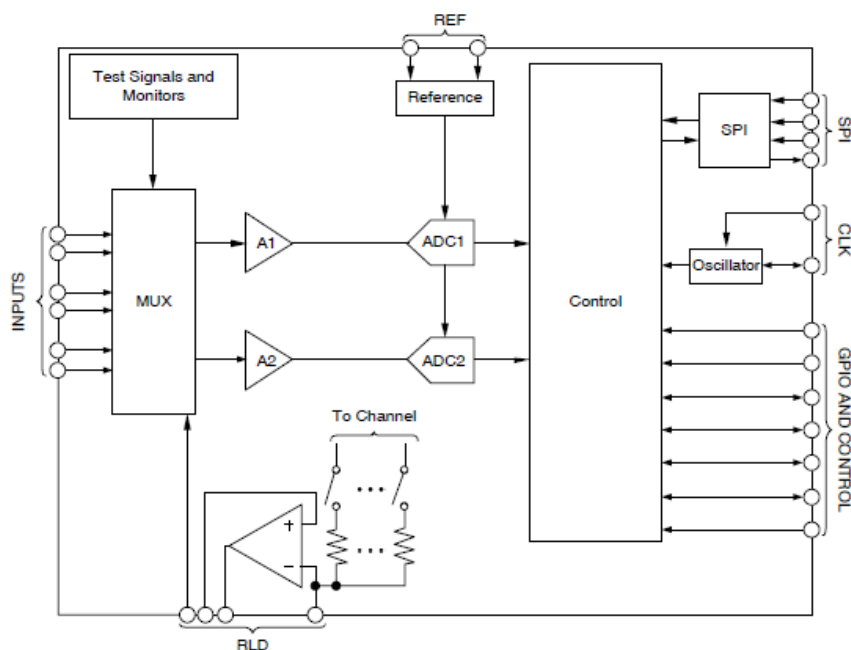 REF
Test Signals and
Monitors
Reference
SPI
SPI
A1
ADC1
CLK
Oscillator
INPUTS
MUX
Control
A2
ADC2
GPIO AND CONTROL
To Channel
+
−
RLD